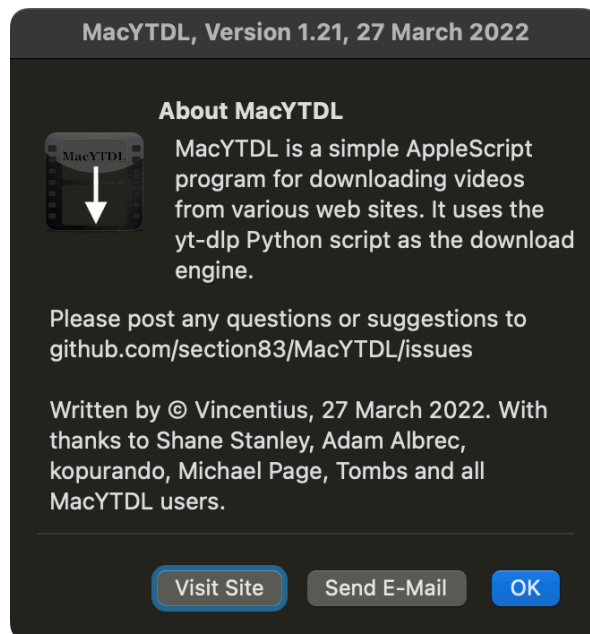 MacYTDL, Version 1.21, 27 March 2022
About MacYTDL
MacYTDL
MacYTDL is a simple AppleScript
program for downloading videos
from various web sites. It uses the
yt-dlp Python script as the download
engine.
Please post any questions or suggestions to
github.com/section83/MacYTDL/issues
Written by © Vincentius, 27 March 2022. With
thanks to Shane Stanley, Adam Albrec,
kopurando, Michael Page, Tombs and all
MacYTDL users.
Visit Site
Send E-Mail
OK